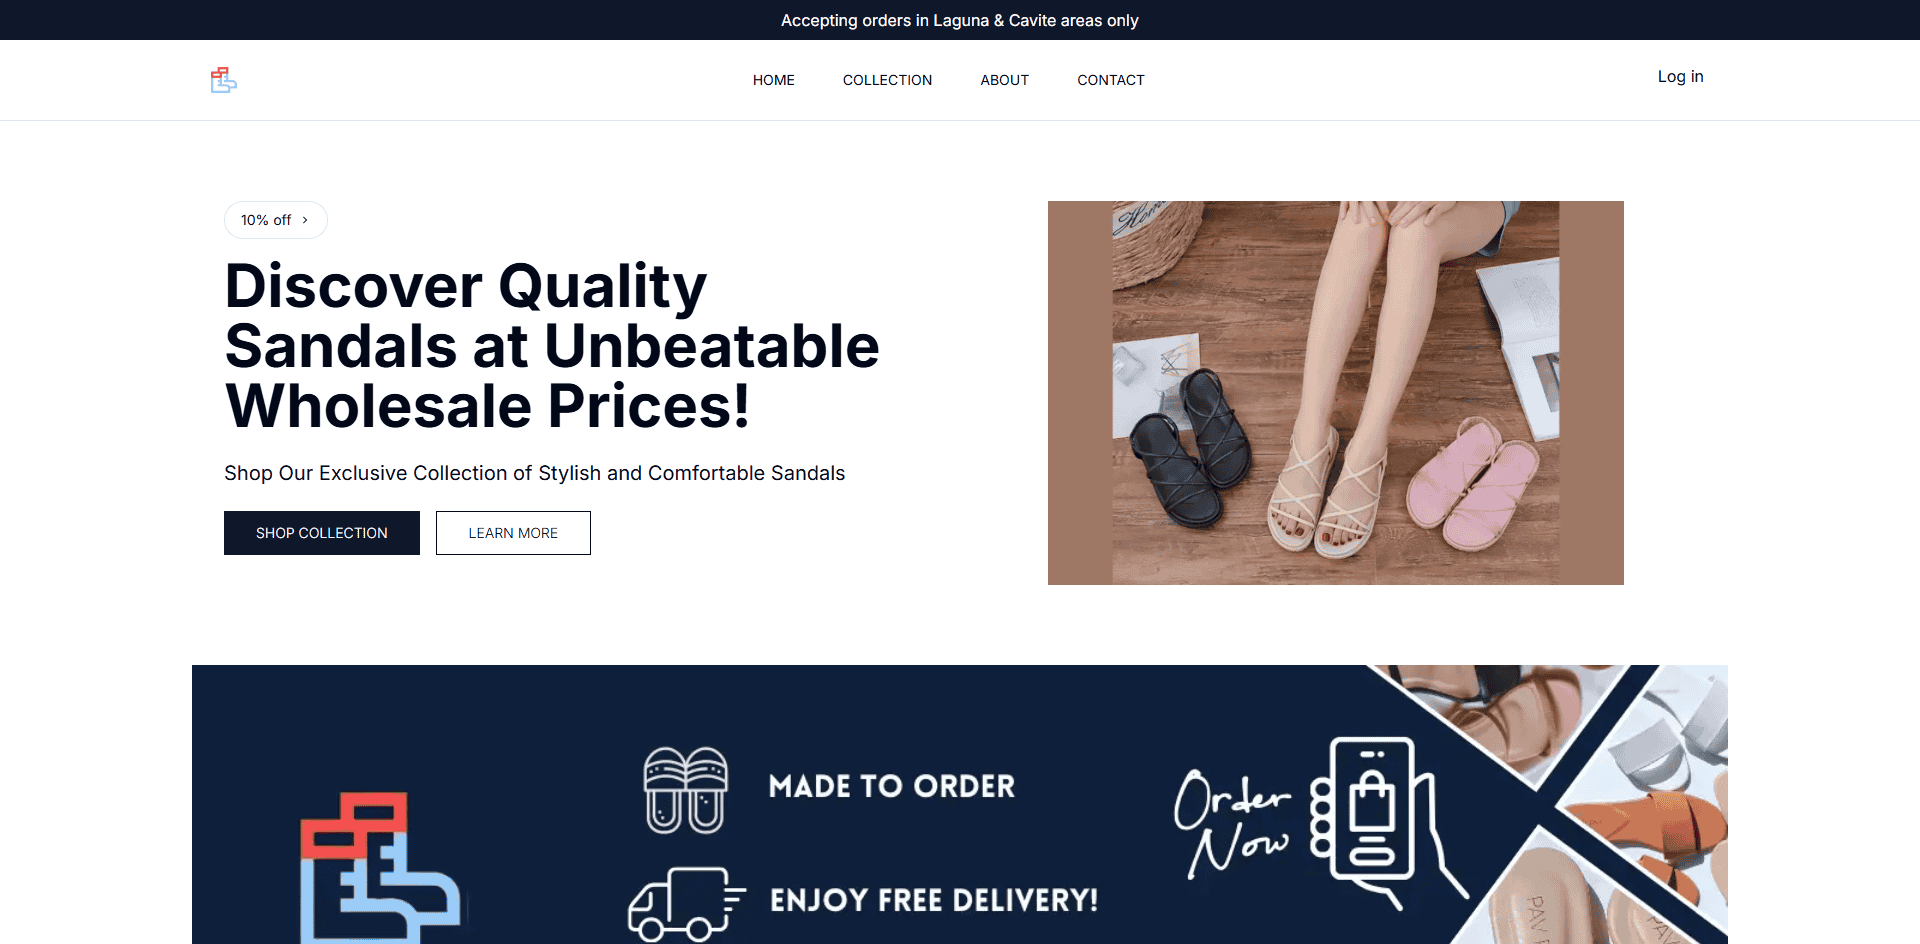 Accepting orders in Laguna & Cavite areas only
HOME COLLECTION ABOUT CONTACT
Log in
10% off
Discover Quality
Sandals at Unbeatable
Wholesale Prices!
Shop Our Exclusive Collection of Stylish and Comfortable Sandals
SHOP COLLECTION
LEARN MORE
Home
MADE TO ORDER
ENJOY FREE DELIVERY!
Order
Now